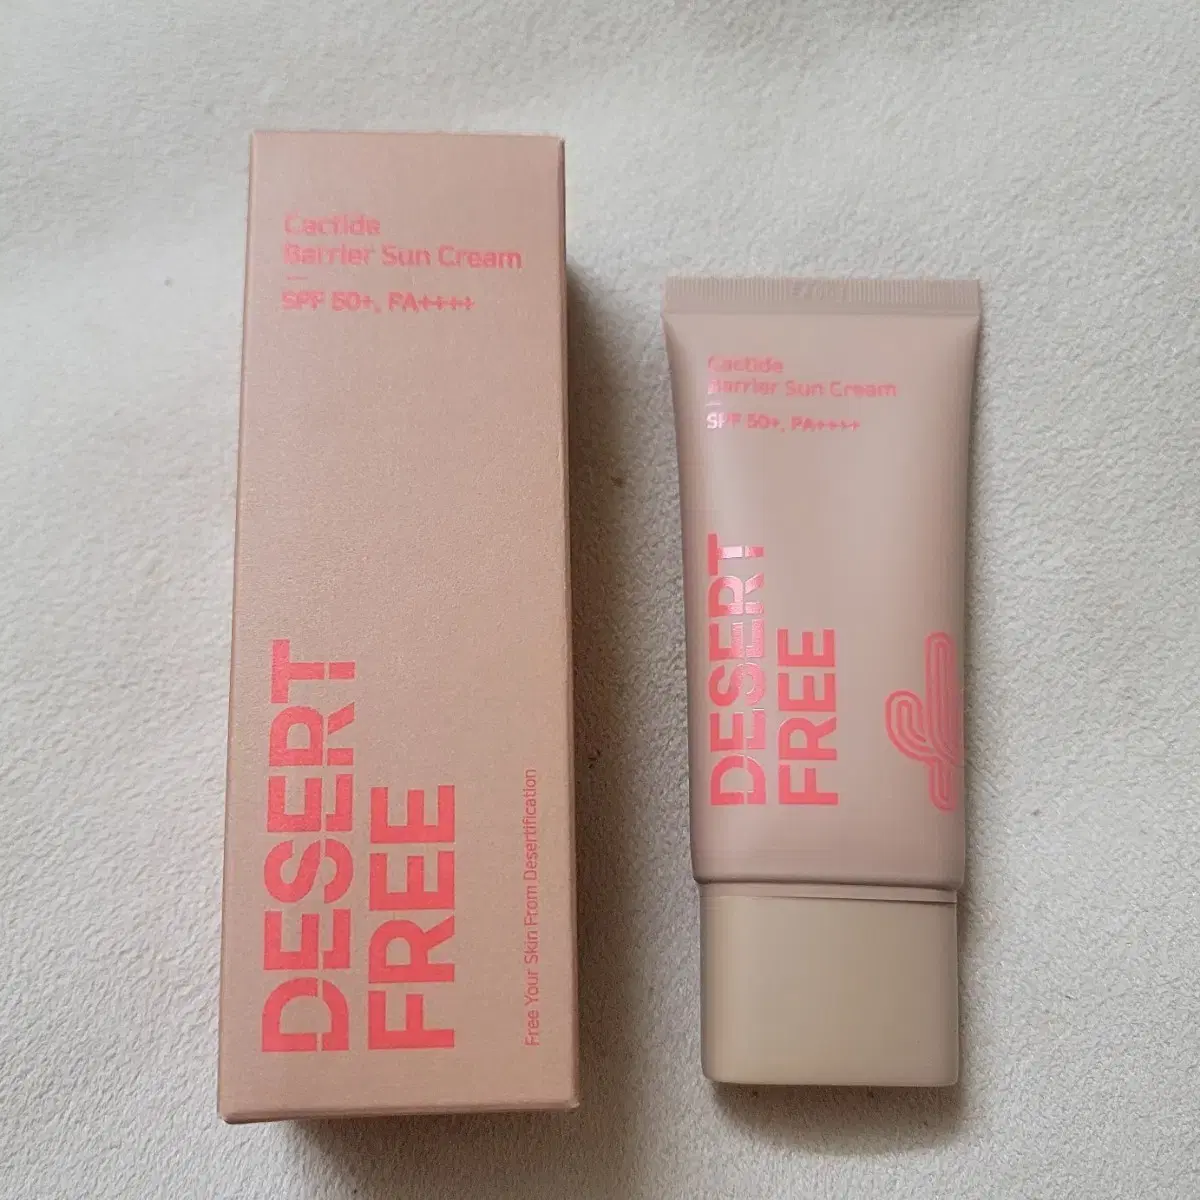 Cactide
Barrier Sun Cream
SPF 50+, PA++++
DESERT
FREE
Free Your Skin From Desertification
Cactide
Barrier Sun Cream
SPF 50+, PA++++
DESERT
FREE